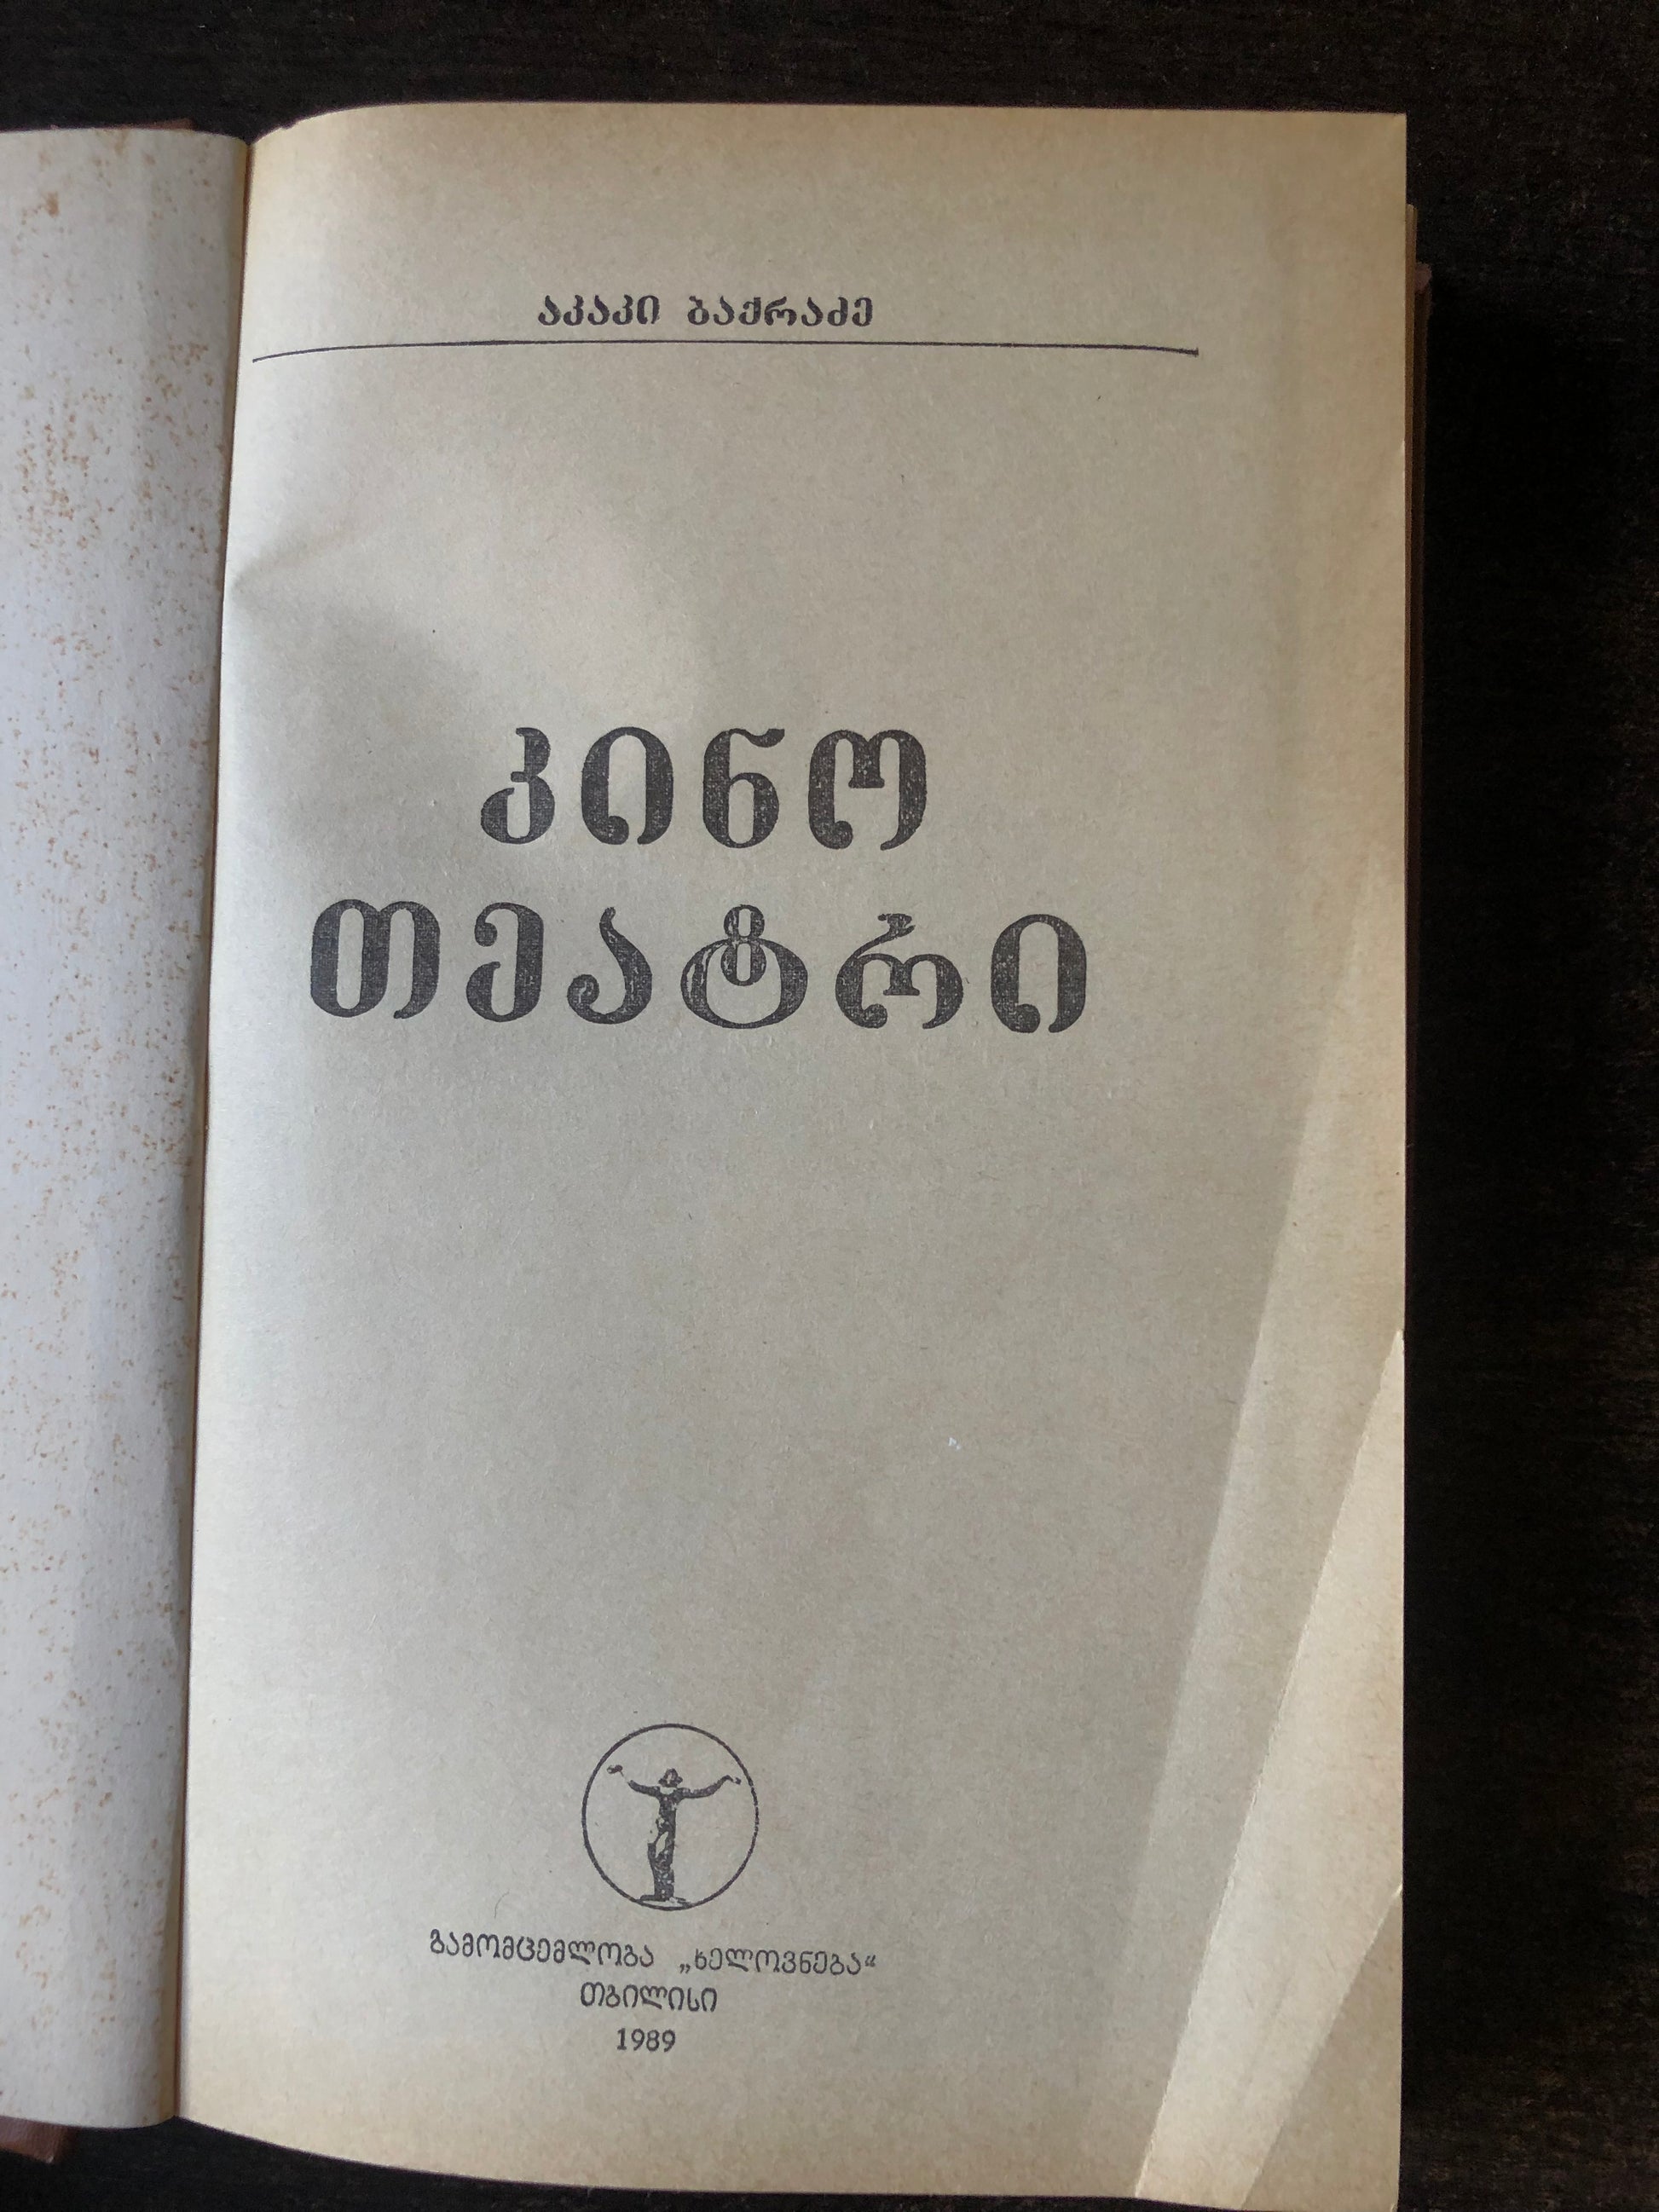 აკაკი ბაქრაძე
კინო
თეატრი
გამომცემლობა „ხელოვნება“
თბილისი
1989